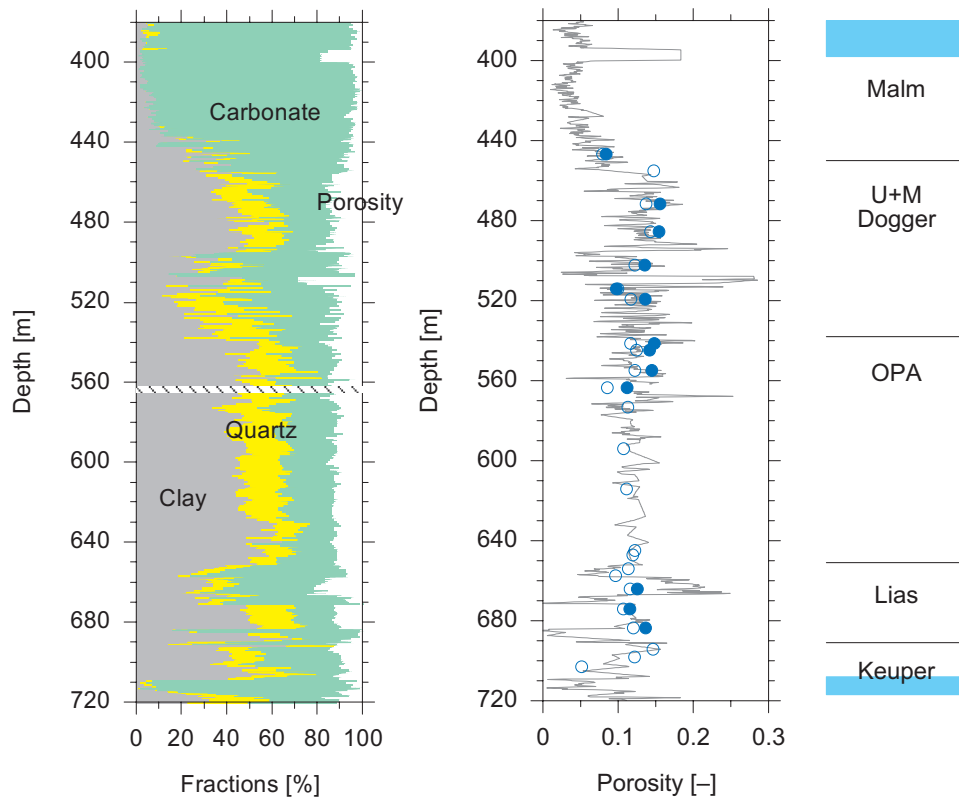 400
440
480
520
560
600
640
680
720
Depth [m]
Carbonate
Porosity
Quartz
Clay
0
20
40
60
80
100
Fractions [%]
400
440
480
520
560
600
640
680
720
Depth [m]
0
0.1
0.2
0.3
Porosity [–]
Malm
U+M
Dogger
OPA
Lias
Keuper